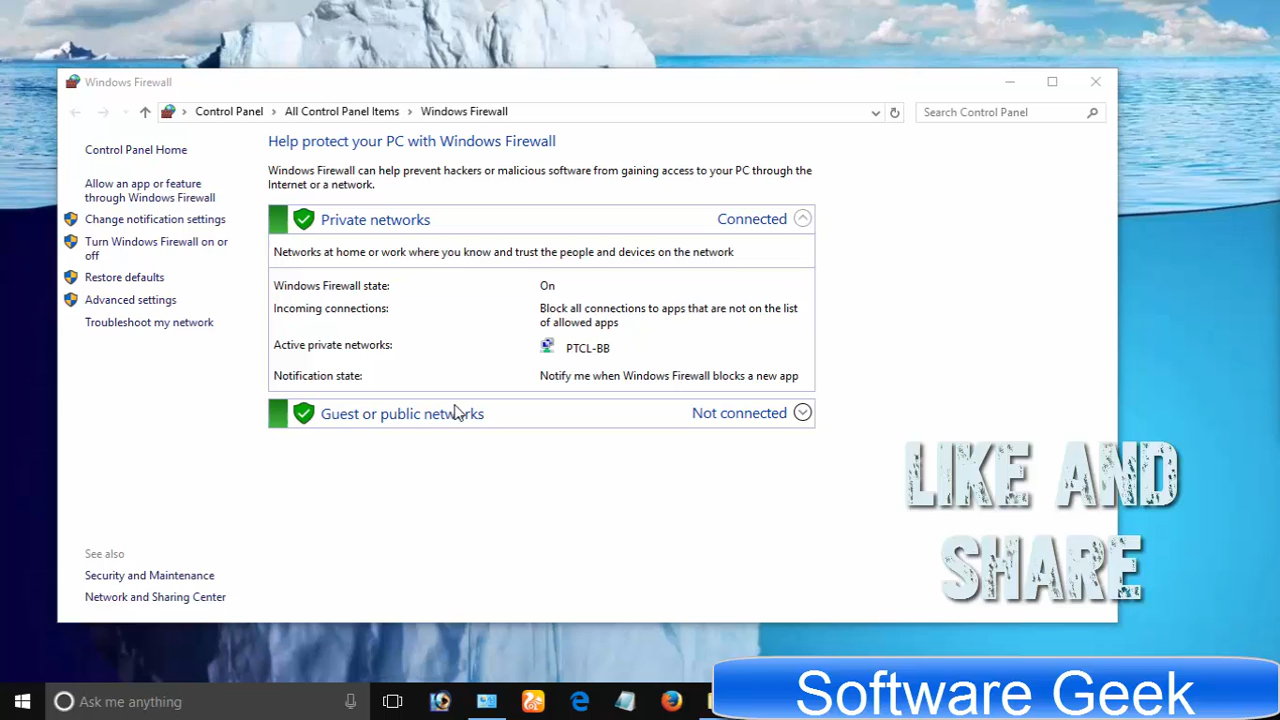 Windows Firewall
Control Panel > All Control Panel Items > Windows Firewall
Search Control Panel
Control Panel Home
Allow an app or feature
through Windows Firewall
Change notification settings
Turn Windows Firewall on or
off
Restore defaults
Advanced settings
Troubleshoot my network
See also
Security and Maintenance
Network and Sharing Center
Help protect your PC with Windows Firewall
Windows Firewall can help prevent hackers or malicious software from gaining access to your PC through the
Internet or a network.
Private networks Connected
Networks at home or work where you know and trust the people and devices on the network
Windows Firewall state: On
Incoming connections: Block all connections to apps that are not on the list
of allowed apps
Active private networks: PTCL-BB
Notification state: Notify me when Windows Firewall blocks a new app
Guest or public networks Not connected
LIKE AND
SHARE
Ask me anything
Software Geek